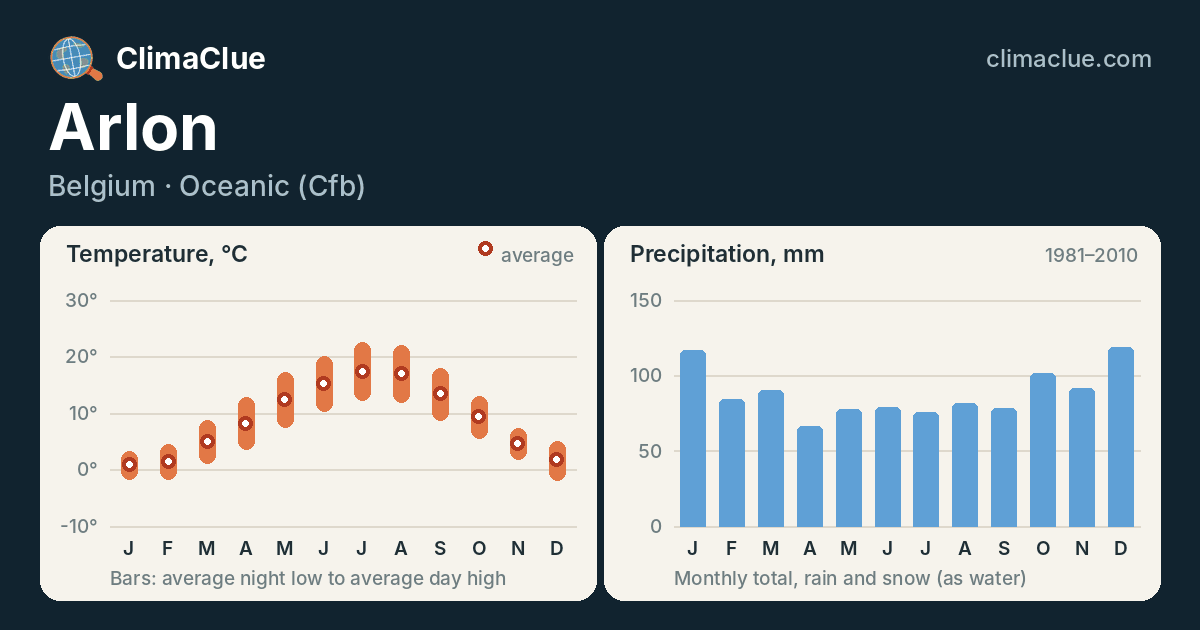 ClimaClue
climaclue.com
Arlon
Belgium · Oceanic (Cfb)
Temperature, °C
average
30°
20°
10°
0°
-10°
J F M A M J J A S O N D
Bars: average night low to average day high
Precipitation, mm
1981–2010
150
100
50
0
J F M A M J J A S O N D
Monthly total, rain and snow (as water)